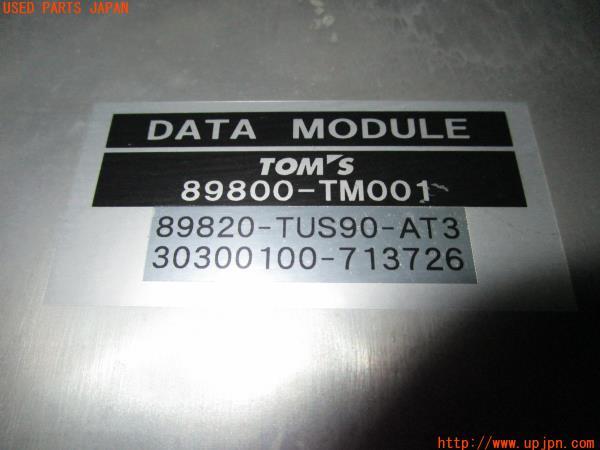 USED PARTS JAPAN
DATA MODULE
TOM'S
89800-TM001
89820-TUS90-AT3
30300100-713726
http://www.upjpn.com